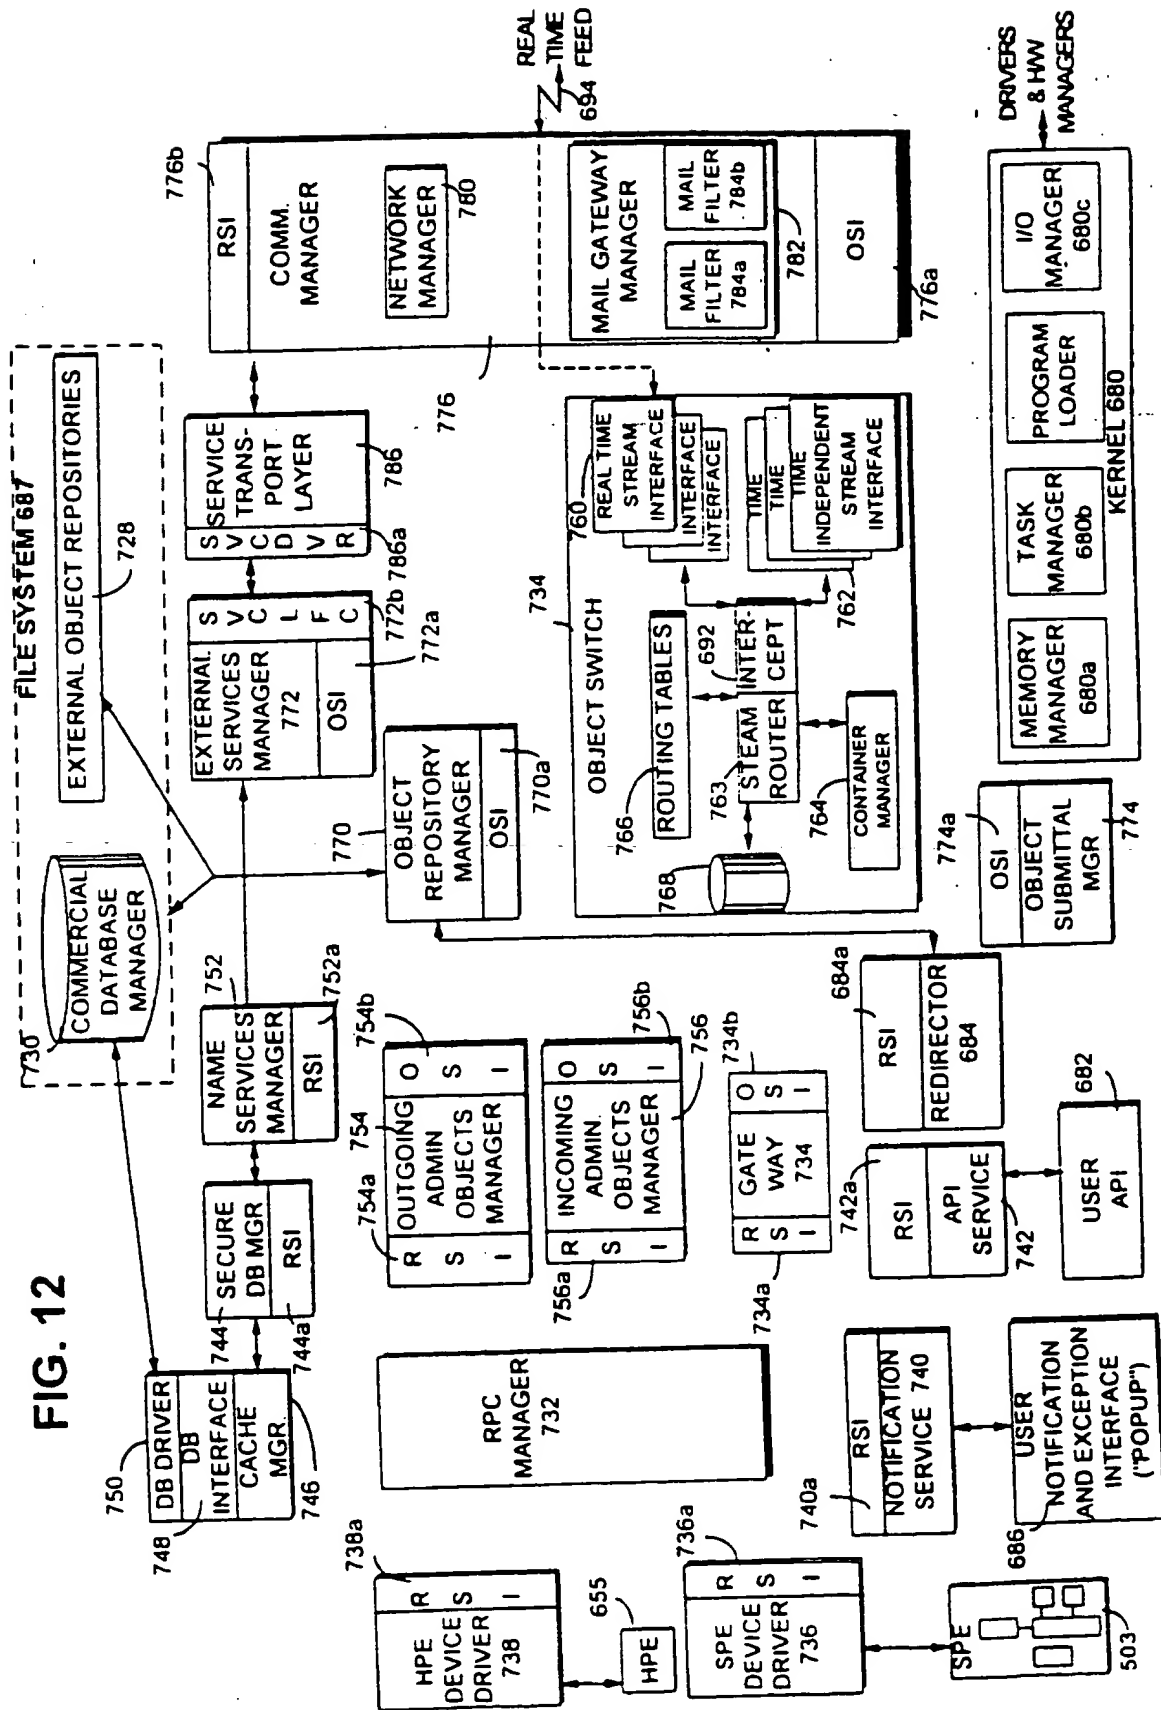 FIG. 12
FILE SYSTEM 687
730
COMMERCIAL
DATABASE
MANAGER
EXTERNAL OBJECT REPOSITORIES
728
750
DB DRIVER
DB
INTERFACE
CACHE
MGR.
748
746
744
SECURE
DB MGR
RSI
744a
NAME
SERVICES
MANAGER
RSI
752
752a
EXTERNAL
SERVICES
MANAGER
772
OSI
772a
S
V
C
L
F
C
772b
S
V
C
D
V
R
786a
SERVICE
TRANS-
PORT
LAYER
786
776b
RSI
COMM.
MANAGER
NETWORK
MANAGER
780
776
REAL
TIME
FEED
694
MAIL GATEWAY
MANAGER
MAIL
FILTER
784a
MAIL
FILTER
784b
782
OSI
776a
738a
HPE
DEVICE
DRIVER
738
R
S
I
655
HPE
RPC
MANAGER
732
754a
R
S
I
754
OUTGOING
ADMIN
OBJECTS
MANAGER
O
S
I
754b
770
OBJECT
REPOSITORY
MANAGER
OSI
770a
756a
R
S
I
INCOMING
ADMIN.
OBJECTS
MANAGER
O
S
I
756b
756
736a
SPE
DEVICE
DRIVER
736
R
S
I
SPE
503
734a
R
S
I
GATE
WAY
734
O
S
I
734b
734
OBJECT SWITCH
760
REAL TIME
STREAM
INTERFACE
INTERFACE
INTERFACE
766
ROUTING TABLES
692
763
STEAM
ROUTER
INTER-
CEPT
TIME
TIME
TIME
INDEPENDENT
STREAM
INTERFACE
762
768
764
CONTAINER
MANAGER
740a
RSI
NOTIFICATION
SERVICE 740
686
USER
NOTIFICATION
AND EXCEPTION
INTERFACE
("POPUP")
742a
RSI
API
SERVICE
742
USER
API
682
684a
RSI
REDIRECTOR
684
774a
OSI
OBJECT
SUBMITTAL
MGR
774
MEMORY
MANAGER
680a
TASK
MANAGER
680b
PROGRAM
LOADER
I/O
MANAGER
680c
KERNEL 680
DRIVERS
& H/W
MANAGERS